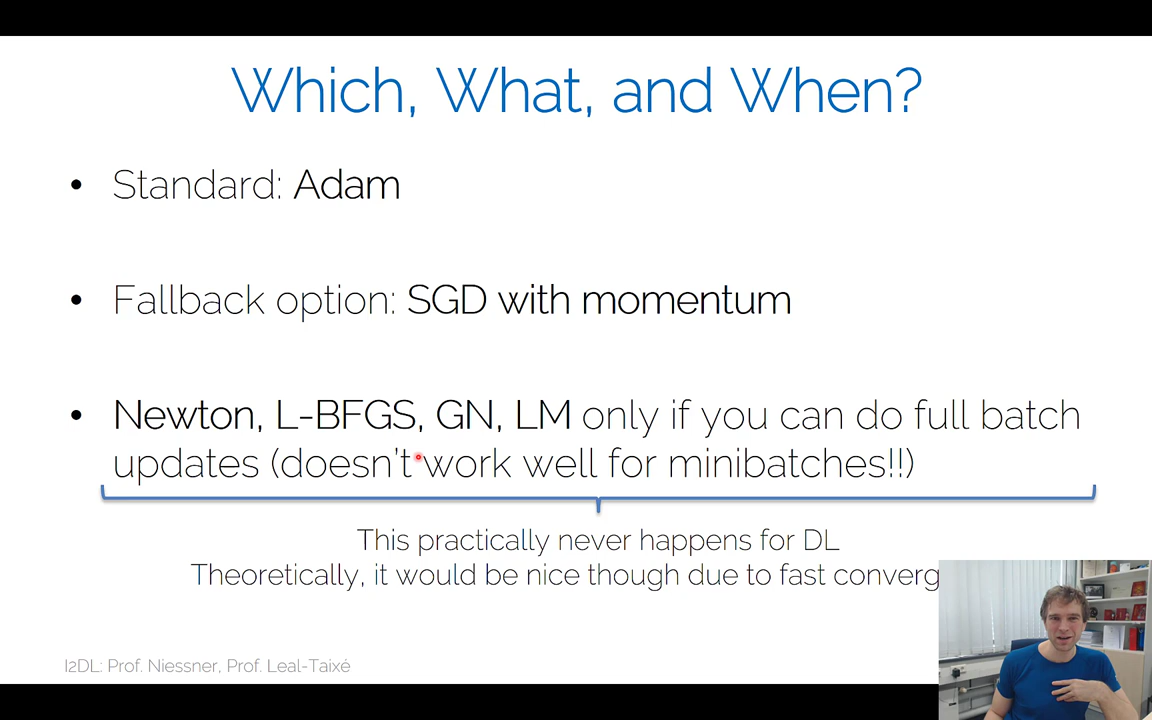 Which, What, and When?
• Standard: Adam
• Fallback option: SGD with momentum
• Newton, L-BFGS, GN, LM only if you can do full batch
updates (doesn't work well for minibatches!!)
This practically never happens for DL
Theoretically, it would be nice though due to fast
I2DL: Prof. Niessner, Prof. Leal-Taixé